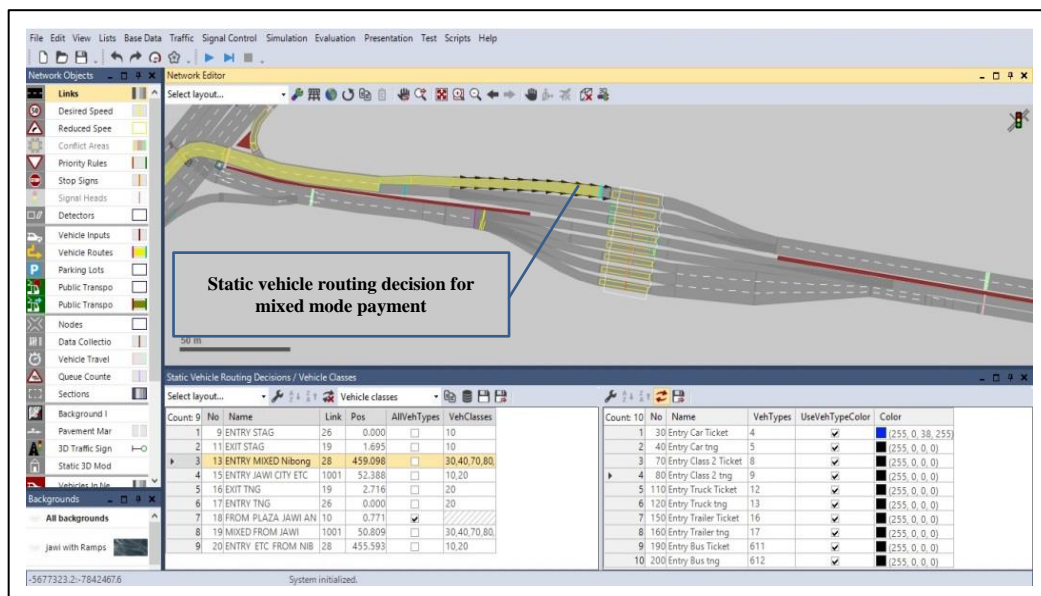 File Edit View Lists Base Data Traffic Signal Control Simulation Evaluation Presentation Test Scripts Help
Network Objects
Network Editor
Links
Select layout...
Desired Speed
Reduced Spee
Conflict Areas
Priority Rules
Stop Signs
Signal Heads
Detectors
Vehicle Inputs
Vehicle Routes
Parking Lots
Public Transpo
Public Transpo
Nodes
Data Collectio
Vehicle Travel
Queue Counte
Sections
Background I
Pavement Mar
3D Traffic Sign
Static 3D Mod
Vehicles In Ne
Static vehicle routing decision for
mixed mode payment
50 m
Static Vehicle Routing Decisions / Vehicle Classes
Select layout... Vehicle classes
Count: 9 No Name Link Pos AllVehTypes VehClasses
1 9 ENTRY STAG 26 0.000 10
2 11 EXIT STAG 19 1.695 10
3 13 ENTRY MIXED Nibong 28 459.098 30,40,70,80,
4 15 ENTRY JAWI CITY ETC 1001 52.388 10,20
5 16 EXIT TNG 19 2.716 20
6 17 ENTRY TNG 26 0.000 20
7 18 FROM PLAZA JAWI AN 10 0.771
8 19 MIXED FROM JAWI 1001 50.809 30,40,70,80,
9 20 ENTRY ETC FROM NIB 28 455.593 10,20
Count: 10 No Name VehTypes UseVehTypeColor Color
1 30 Entry Car Ticket 4 (255, 0, 38, 255)
2 40 Entry Car tng 5 (255, 0, 0, 0)
3 70 Entry Class 2 Ticket 8 (255, 0, 0, 0)
4 80 Entry Class 2 tng 9 (255, 0, 0, 0)
5 110 Entry Truck Ticket 12 (255, 0, 0, 0)
6 120 Entry Truck tng 13 (255, 0, 0, 0)
7 150 Entry Trailer Ticket 16 (255, 0, 0, 0)
8 160 Entry Trailer tng 17 (255, 0, 0, 0)
9 190 Entry Bus Ticket 611 (255, 0, 0, 0)
10 200 Entry Bus tng 612 (255, 0, 0, 0)
Backgrounds
All backgrounds
Jawi with Ramps
-5677323.2:-7842467.6
System initialized.